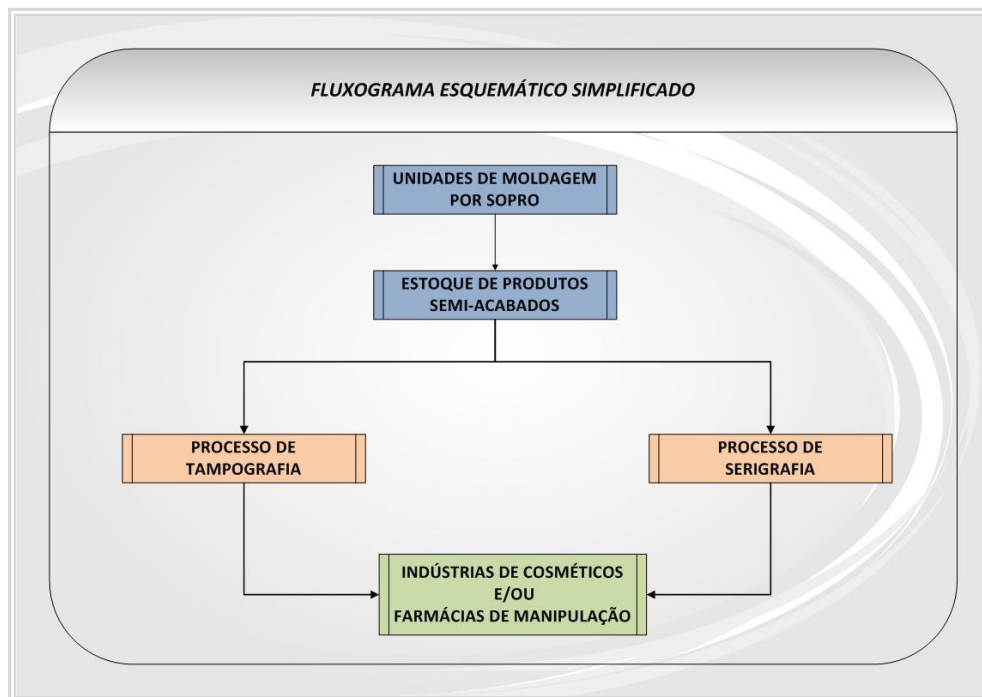 FLUXOGRAMA ESQUEMÁTICO SIMPLIFICADO
UNIDADES DE MOLDAGEM
POR SOPRO
ESTOQUE DE PRODUTOS
SEMI-ACABADOS
PROCESSO DE
TAMPOGRAFIA
PROCESSO DE
SERIGRAFIA
INDÚSTRIAS DE COSMÉTICOS
E/OU
FARMÁCIAS DE MANIPULAÇÃO